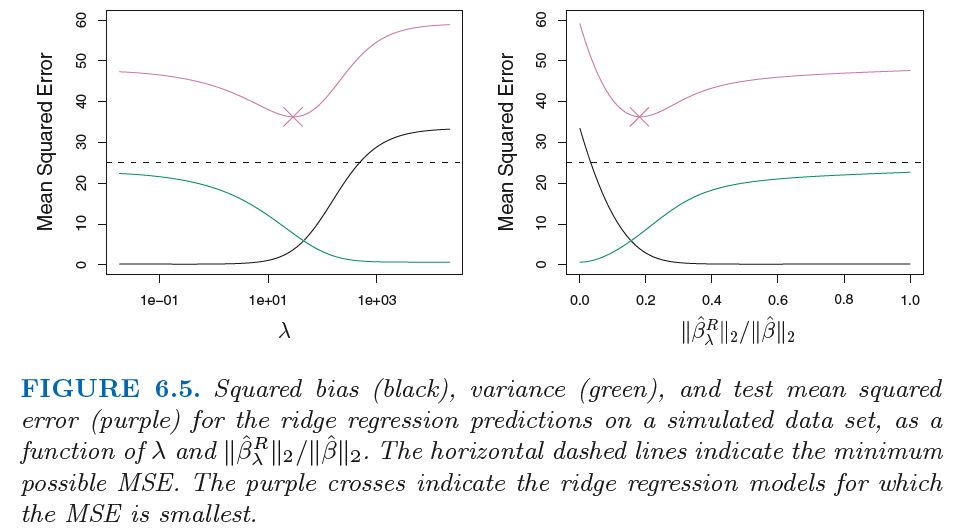 Mean Squared Error
0 10 20 30 40 50 60
1e−01 1e+01 1e+03
λ
Mean Squared Error
0 10 20 30 40 50 60
0.0 0.2 0.4 0.6 0.8 1.0
‖β̂λᴿ‖₂/‖β̂‖₂
FIGURE 6.5. Squared bias (black), variance (green), and test mean squared
error (purple) for the ridge regression predictions on a simulated data set, as a
function of λ and ‖β̂λᴿ‖₂/‖β̂‖₂. The horizontal dashed lines indicate the minimum
possible MSE. The purple crosses indicate the ridge regression models for which
the MSE is smallest.